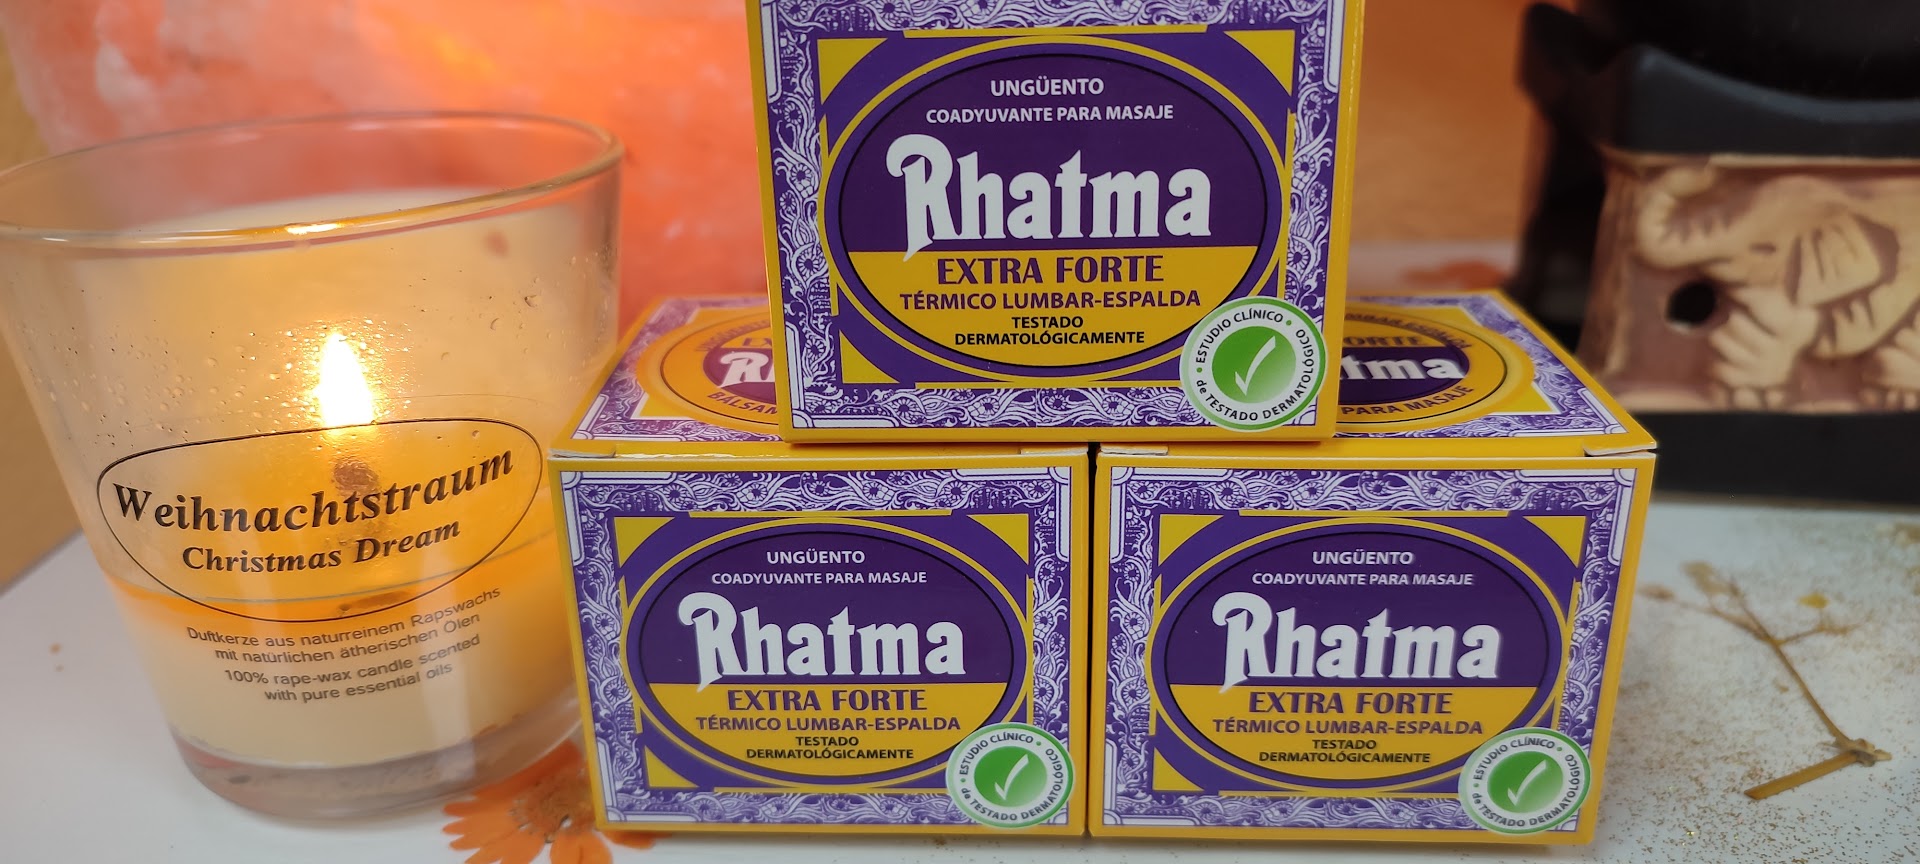 Weihnachtstraum
Christmas Dream
Duftkerze aus naturreinem Rapswachs
mit natürlichen ätherischen Ölen
100% rape-wax candle scented
with pure essential oils
UNGÜENTO
COADYUVANTE PARA MASAJE
Rhatma
EXTRA FORTE
TÉRMICO LUMBAR-ESPALDA
TESTADO
DERMATOLÓGICAMENTE
ESTUDIO CLÍNICO
de TESTADO DERMATOLÓGICO
FORTE
PARA MASAJE
UNGÜENTO
COADYUVANTE PARA MASAJE
Rhatma
EXTRA FORTE
TÉRMICO LUMBAR-ESPALDA
TESTADO
DERMATOLÓGICAMENTE
ESTUDIO CLÍNICO
de TESTADO DERMATOLÓGICO
UNGÜENTO
COADYUVANTE PARA MASAJE
Rhatma
EXTRA FORTE
TÉRMICO LUMBAR-ESPALDA
TESTADO
DERMATOLÓGICAMENTE
ESTUDIO CLÍNICO
de TESTADO DERMATOLÓGICO